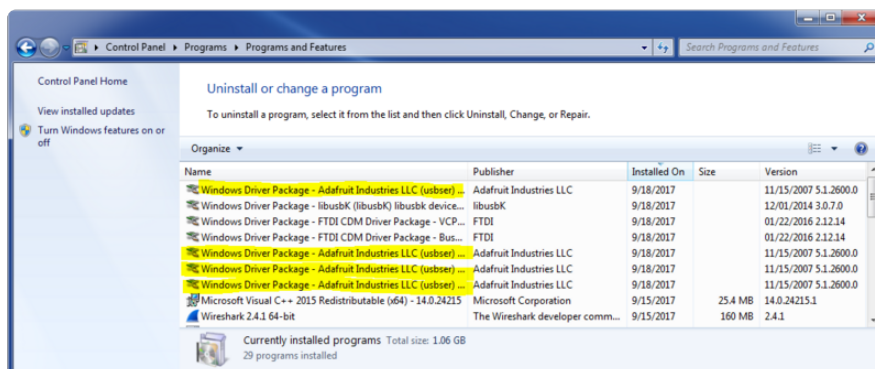 Control Panel ▸ Programs ▸ Programs and Features
Search Programs and Features
Control Panel Home
View installed updates
Turn Windows features on or
off
Uninstall or change a program
To uninstall a program, select it from the list and then click Uninstall, Change, or Repair.
Organize
Name Publisher Installed On Size Version
Windows Driver Package - Adafruit Industries LLC (usbser) ... Adafruit Industries LLC 9/18/2017 11/15/2007 5.1.2600.0
Windows Driver Package - libusbK (libusbK) libusbk device... libusbK 9/18/2017 12/01/2014 3.0.7.0
Windows Driver Package - FTDI CDM Driver Package - VCP... FTDI 9/18/2017 01/22/2016 2.12.14
Windows Driver Package - FTDI CDM Driver Package - Bus... FTDI 9/18/2017 01/22/2016 2.12.14
Windows Driver Package - Adafruit Industries LLC (usbser) ... Adafruit Industries LLC 9/18/2017 11/15/2007 5.1.2600.0
Windows Driver Package - Adafruit Industries LLC (usbser) ... Adafruit Industries LLC 9/18/2017 11/15/2007 5.1.2600.0
Windows Driver Package - Adafruit Industries LLC (usbser) ... Adafruit Industries LLC 9/18/2017 11/15/2007 5.1.2600.0
Microsoft Visual C++ 2015 Redistributable (x64) - 14.0.24215 Microsoft Corporation 9/15/2017 25.4 MB 14.0.24215.1
Wireshark 2.4.1 64-bit The Wireshark developer comm... 9/15/2017 160 MB 2.4.1
Currently installed programs Total size: 1.06 GB
29 programs installed